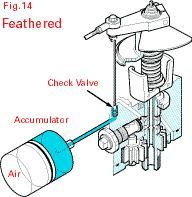 Fig.14
Feathered
Check Valve
Accumulator
Air